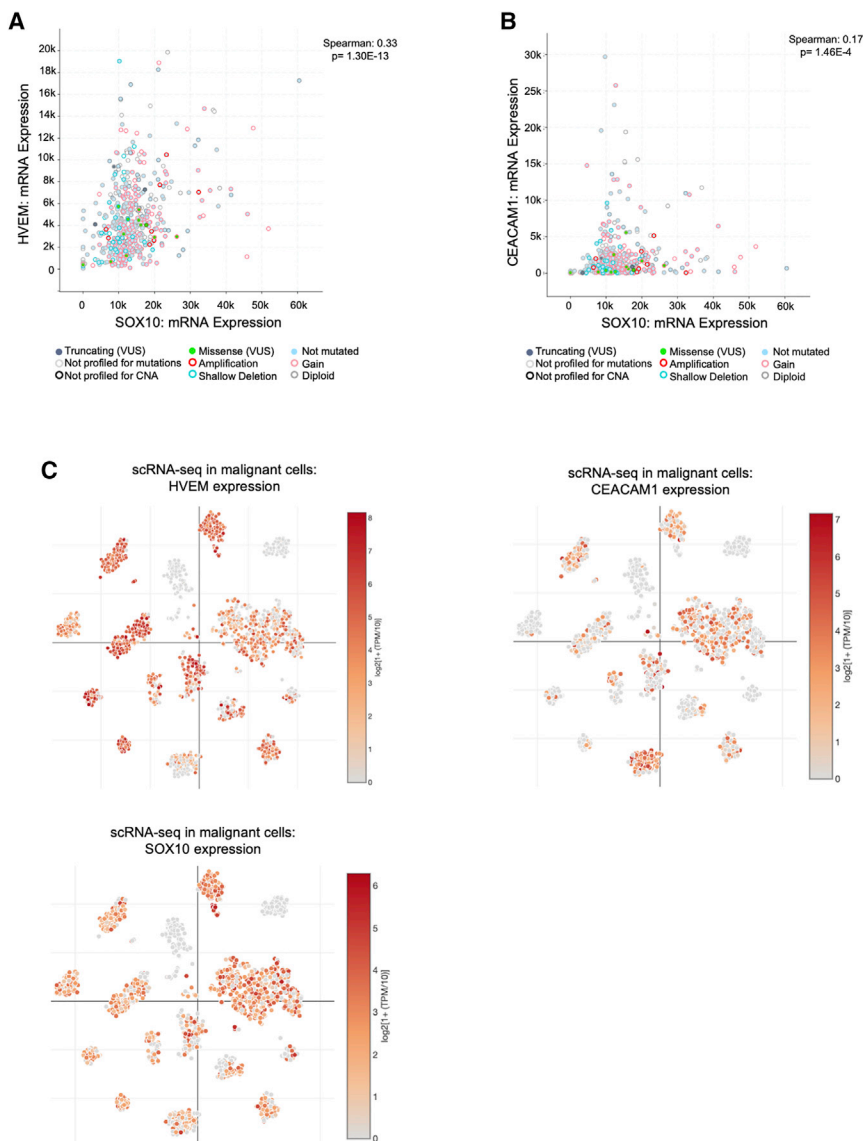 A
Spearman: 0.33
p= 1.30E-13
HVEM: mRNA Expression
20k
18k
16k
14k
12k
10k
8k
6k
4k
2k
0
0
10k
20k
30k
40k
50k
60k
SOX10: mRNA Expression
Truncating (VUS)
Missense (VUS)
Not mutated
Not profiled for mutations
Amplification
Gain
Not profiled for CNA
Shallow Deletion
Diploid
B
Spearman: 0.17
p= 1.46E-4
CEACAM1: mRNA Expression
30k
25k
20k
15k
10k
5k
0
0
10k
20k
30k
40k
50k
60k
SOX10: mRNA Expression
Truncating (VUS)
Missense (VUS)
Not mutated
Not profiled for mutations
Amplification
Gain
Not profiled for CNA
Shallow Deletion
Diploid
C
scRNA-seq in malignant cells:
HVEM expression
8
7
6
5
4
3
2
1
0
log2[1+ (TPM/10)]
scRNA-seq in malignant cells:
CEACAM1 expression
7
6
5
4
3
2
1
0
log2[1+ (TPM/10)]
scRNA-seq in malignant cells:
SOX10 expression
6
5
4
3
2
1
0
log2[1+ (TPM/10)]